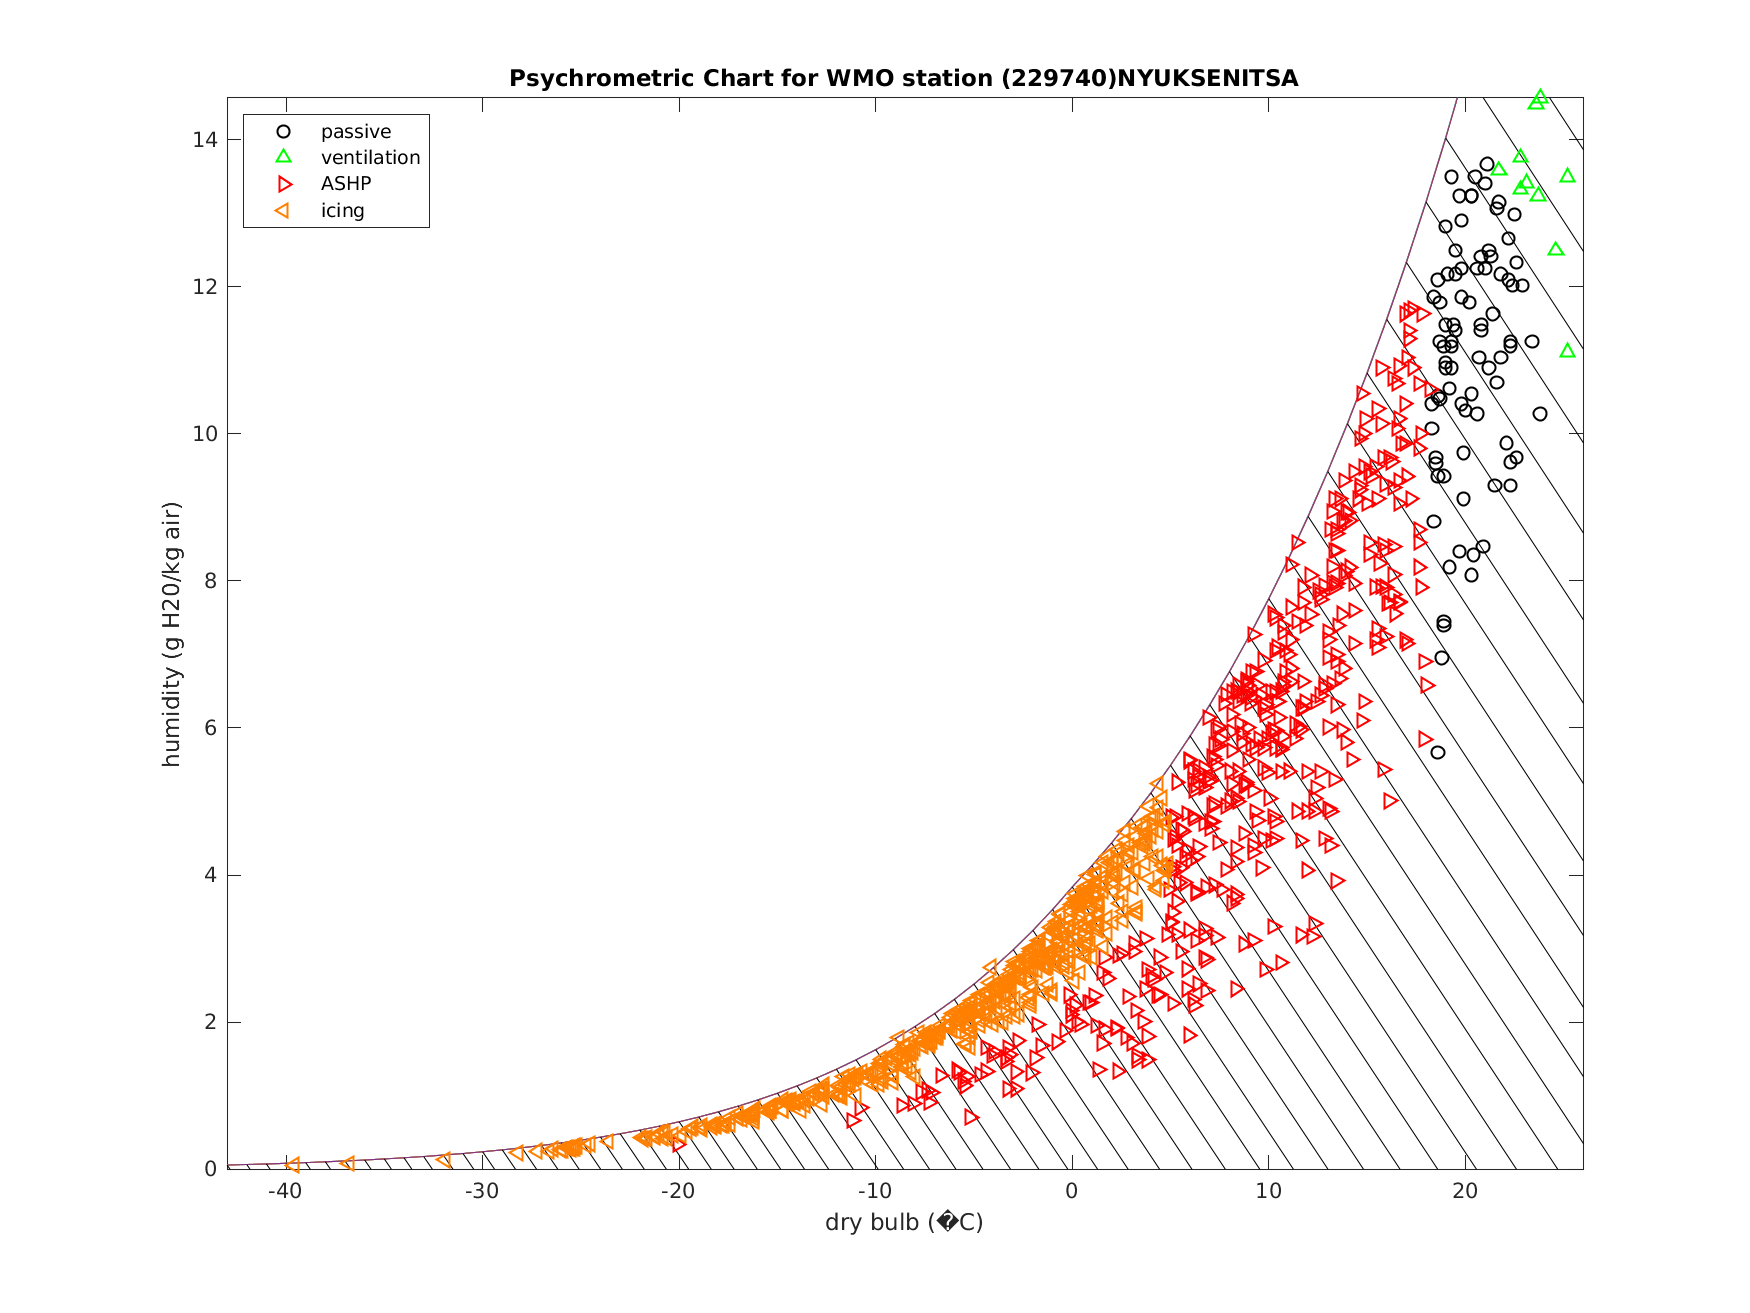 Psychrometric Chart for WMO station (229740)NYUKSENITSA
passive
ventilation
ASHP
icing
humidity (g H20/kg air)
14
12
10
8
6
4
2
0
-40 -30 -20 -10 0 10 20
dry bulb (�C)